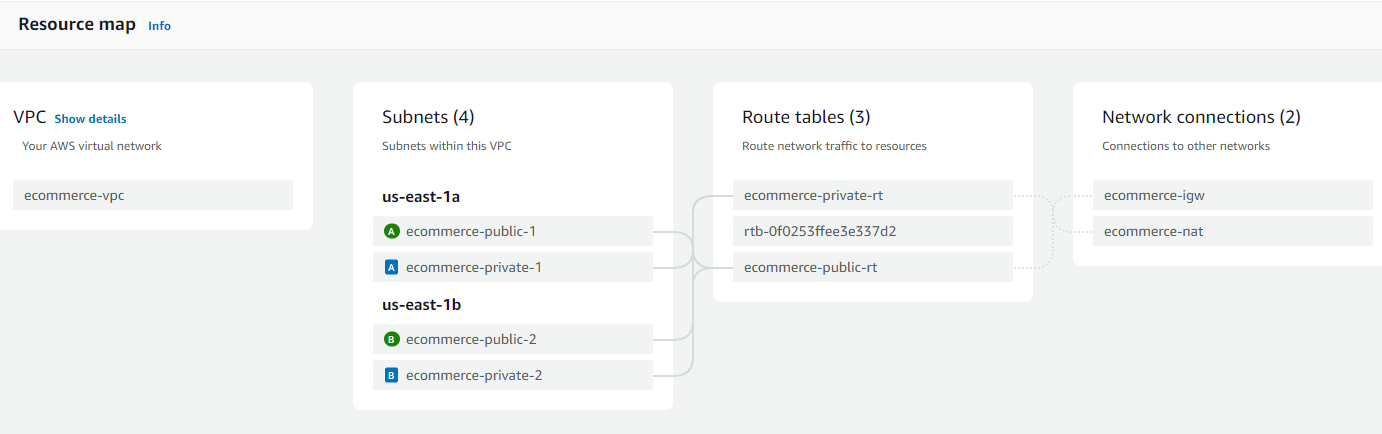 Resource map Info
VPC Show details
Your AWS virtual network
ecommerce-vpc
Subnets (4)
Subnets within this VPC
us-east-1a
A ecommerce-public-1
A ecommerce-private-1
us-east-1b
B ecommerce-public-2
B ecommerce-private-2
Route tables (3)
Route network traffic to resources
ecommerce-private-rt
rtb-0f0253ffee3e337d2
ecommerce-public-rt
Network connections (2)
Connections to other networks
ecommerce-igw
ecommerce-nat